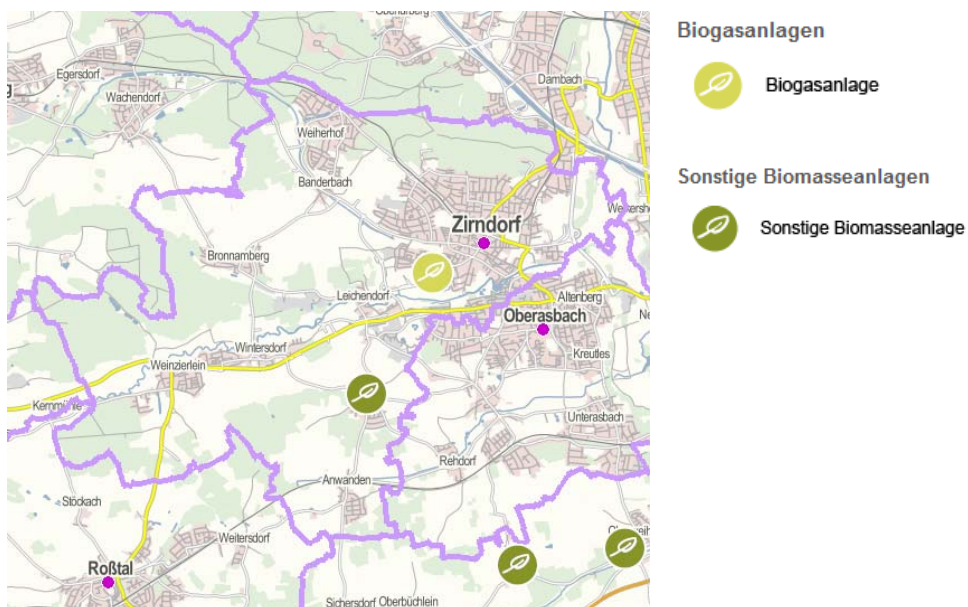 Biogasanlagen
Biogasanlage
Sonstige Biomasseanlagen
Sonstige Biomasseanlage
Egersdorf
Wachendorf
Dambach
Weiherhof
Banderbach
Zirndorf
Bronnamberg
Leichendorf
Altenberg
Oberasbach
Wintersdorf
Kreutles
Weinzierlein
Kernmühle
Unterasbach
Rehdorf
Anwanden
Stöckach
Weitersdorf
Roßtal
Sichersdorf
Oberbüchlein